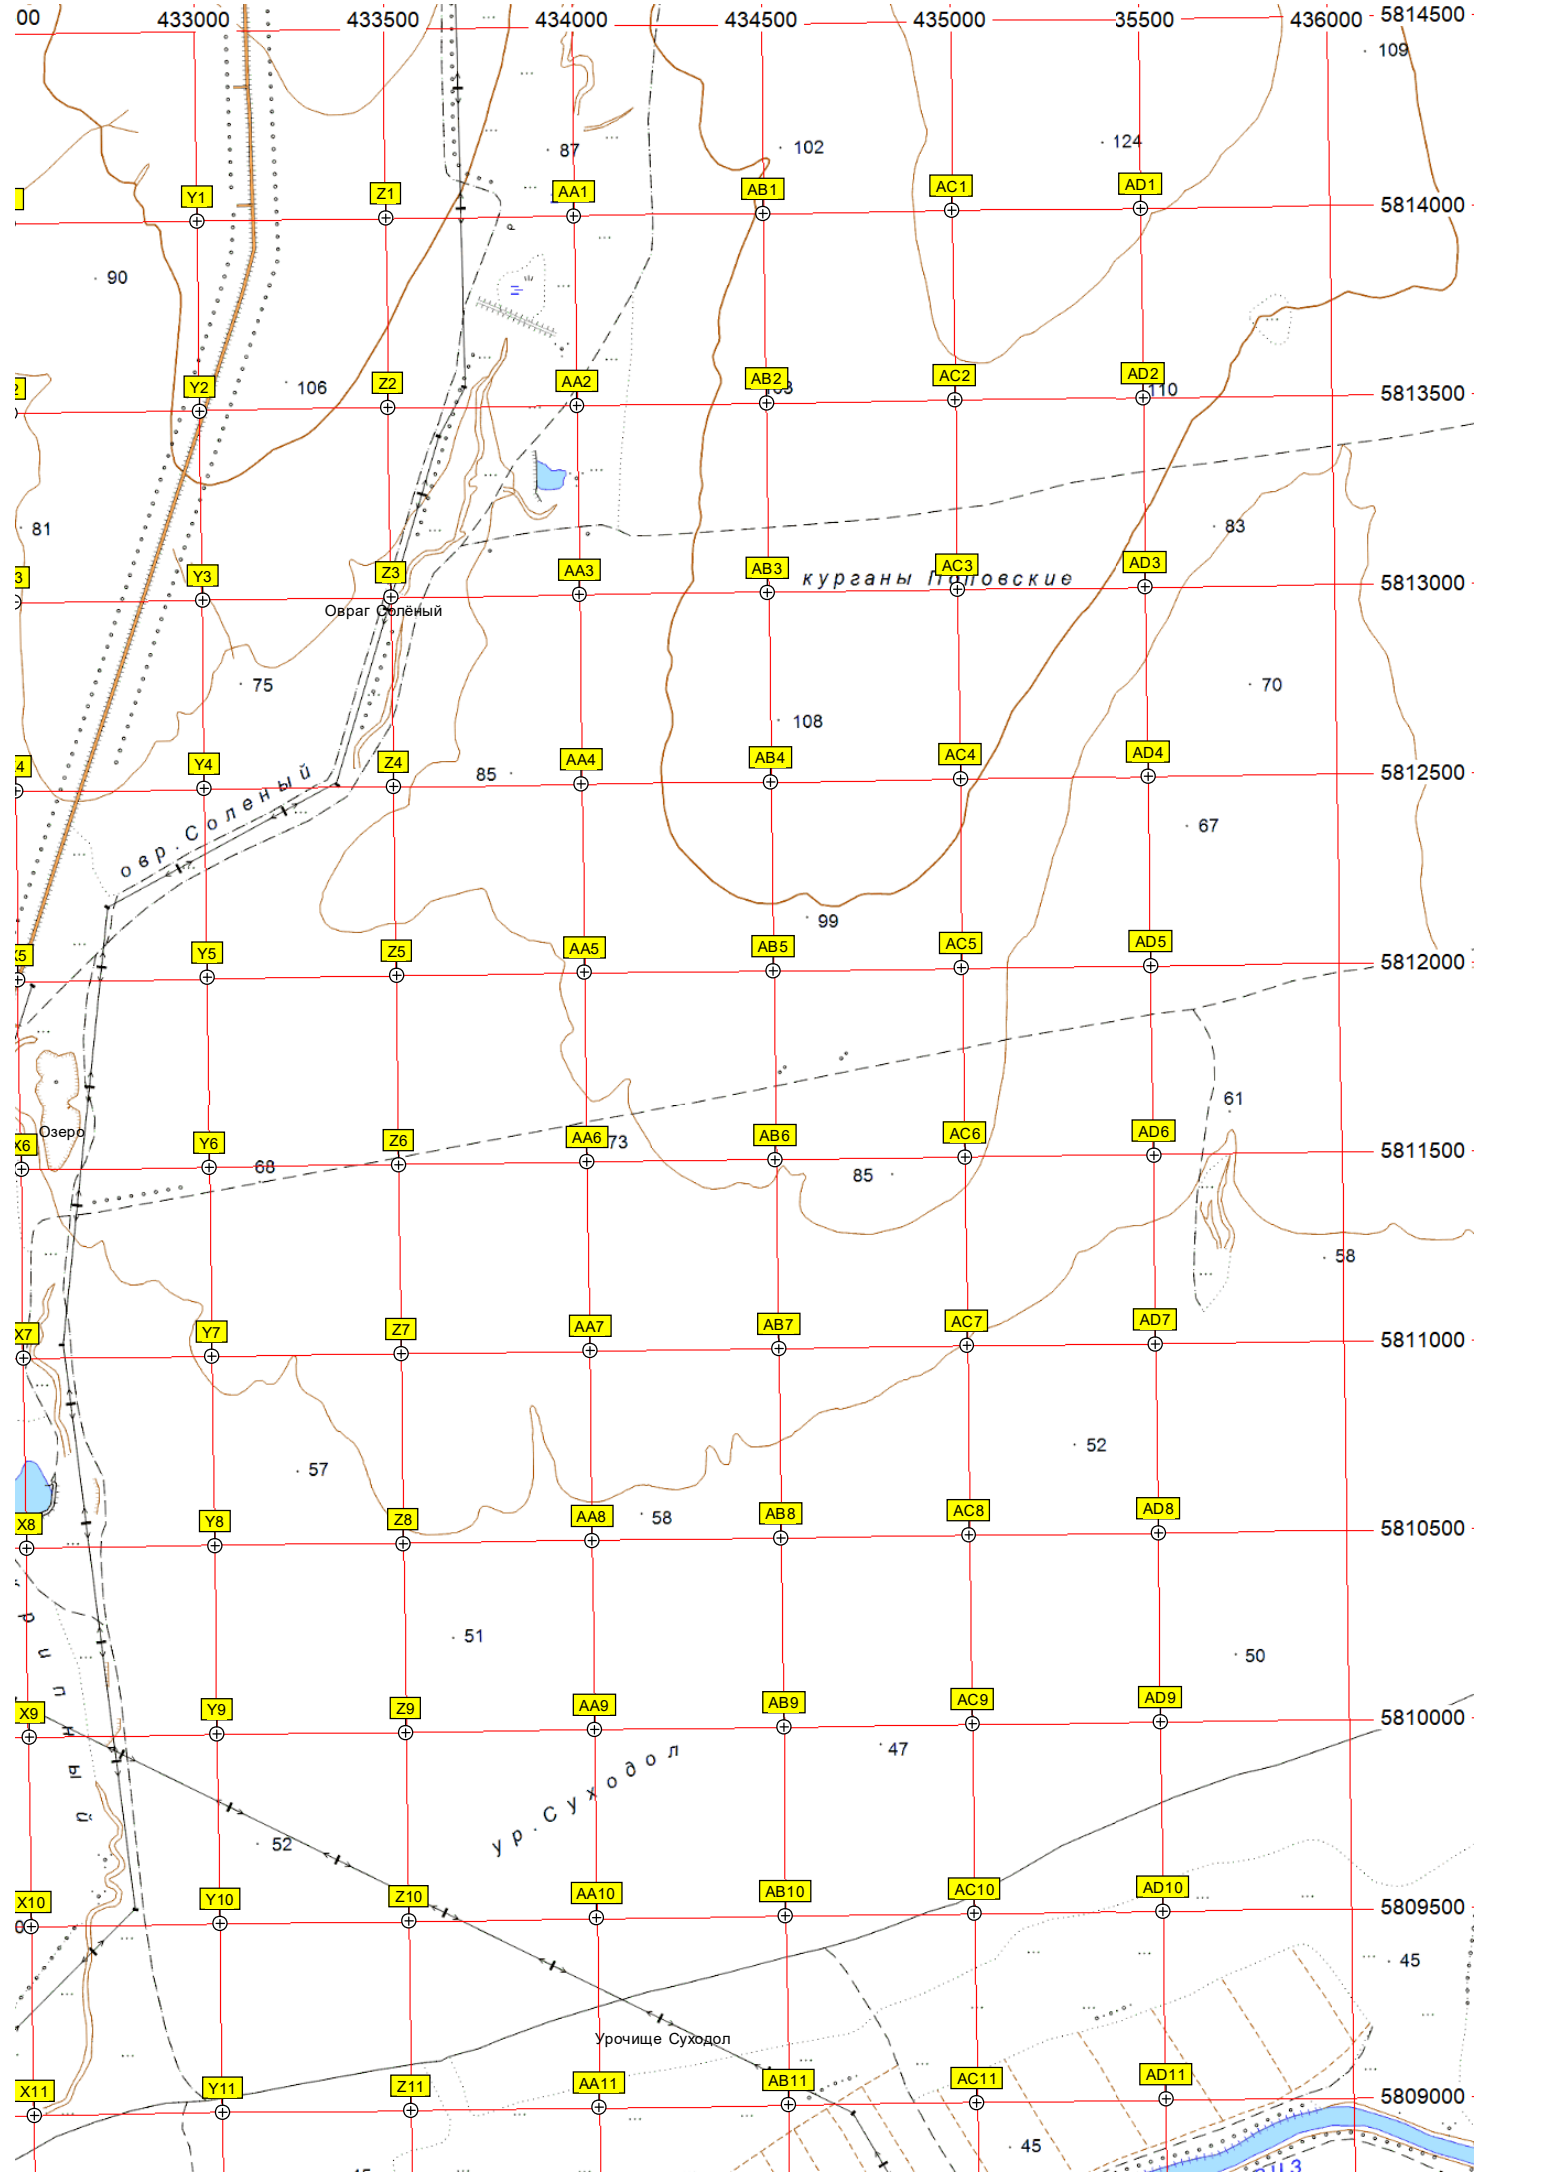 00 433000 433500 434000 434500 435000 35500 436000 5814500
109
87 102 124
Y1 Z1 AA1 AB1 AC1 AD1
5814000
90
Y2 Z2 AA2 AB2 AC2 AD2
106 110 5813500
81 83
Y3 Z3 AA3 AB3 AC3 AD3
курганы Поповские 5813000
Овраг Солёный
75 70
108
Y4 Z4 AA4 AB4 AC4 AD4
85 5812500
овр. Соленый
67
99
X5 Y5 Z5 AA5 AB5 AC5 AD5
5812000
61
Озеро
X6 Y6 Z6 AA6 73 AB6 AC6 AD6
68 85 5811500
58
X7 Y7 Z7 AA7 AB7 AC7 AD7
5811000
52
57
X8 Y8 Z8 AA8 58 AB8 AC8 AD8
5810500
51
50
X9 Y9 Z9 AA9 AB9 AC9 AD9
5810000
рпный
47
ур. Суходол
52
X10 Y10 Z10 AA10 AB10 AC10 AD10
5809500
45
Урочище Суходол
X11 Y11 Z11 AA11 AB11 AC11 AD11
5809000
45